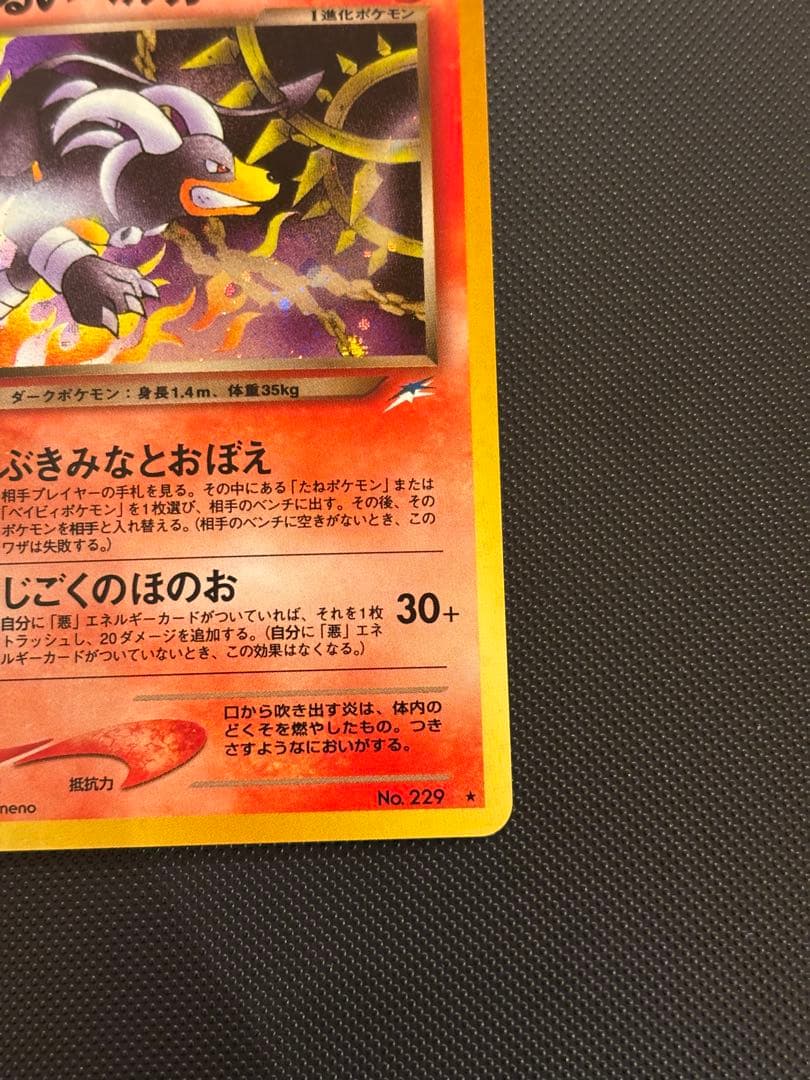 1進化ポケモン
ダークポケモン：身長1.4m、体重35kg
ぶきみなとおぼえ
相手プレイヤーの手札を見る。その中にある「たねポケモン」または
「ベイビィポケモン」を1枚選び、相手のベンチに出す。その後、その
ポケモンを相手と入れ替える。（相手のベンチに空きがないとき、この
ワザは失敗する。）
じごくのほのお
30+
自分に「悪」エネルギーカードがついていれば、それを1枚
トラッシュし、20ダメージを追加する。（自分に「悪」エネ
ルギーカードがついていないとき、この効果はなくなる。）
口から吹き出す炎は、体内の
どくそを燃やしたもの。つき
さすようなにおいがする。
抵抗力
meno
No. 229 ★